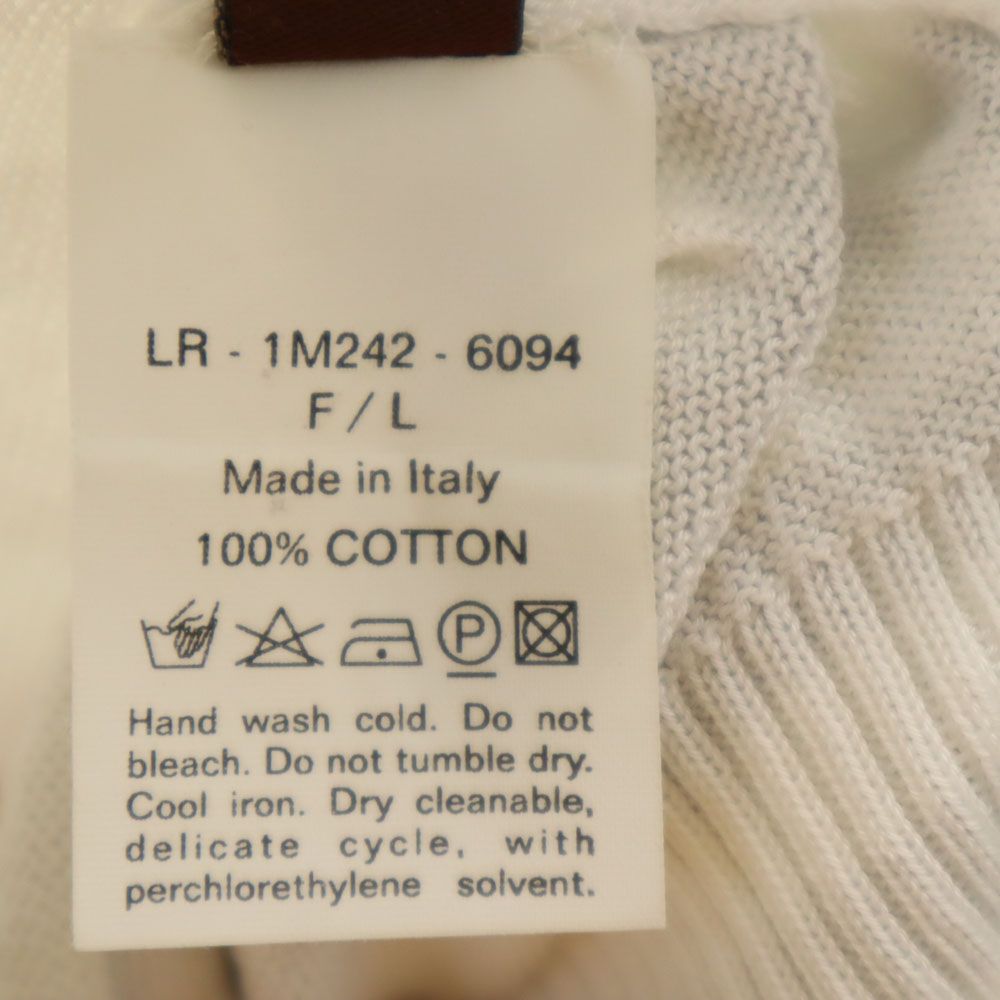 LR - 1M242 - 6094
F / L
Made in Italy
100% COTTON
P
Hand wash cold. Do not
bleach. Do not tumble dry.
Cool iron. Dry cleanable,
delicate cycle, with
perchlorethylene solvent.